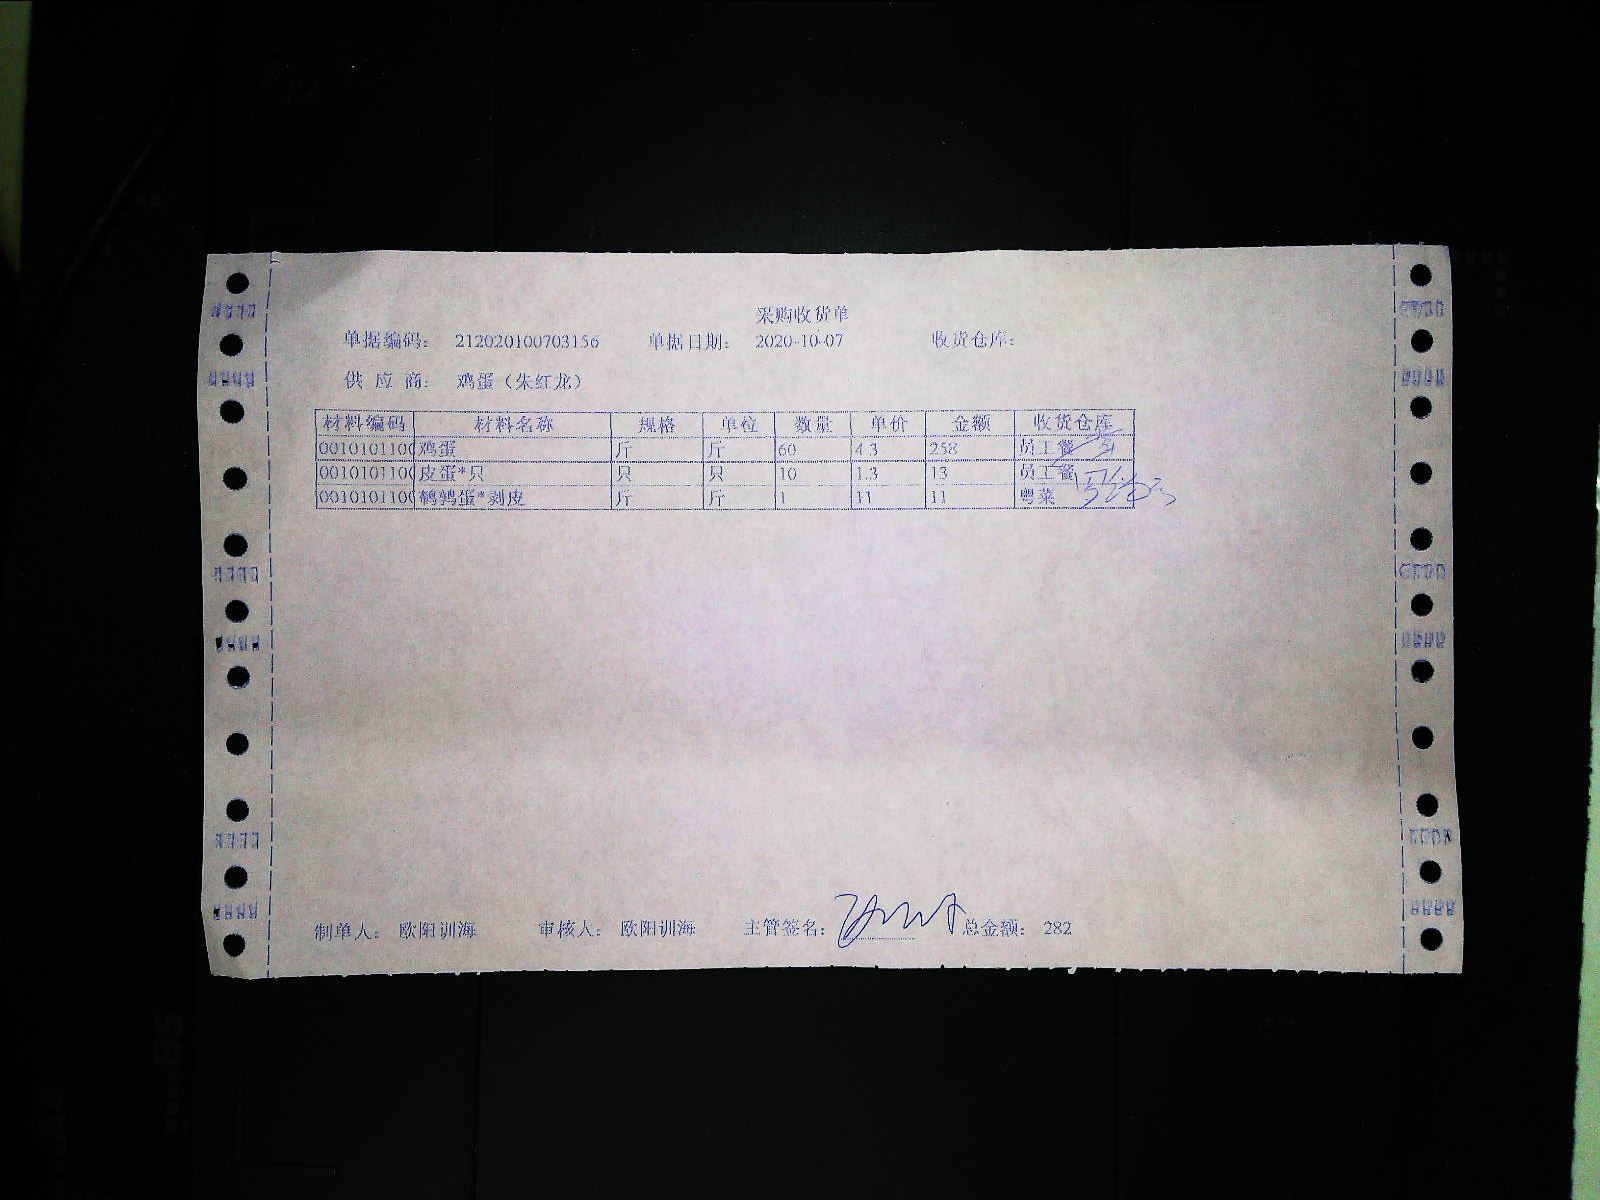 采购收货单
单据编码： 212020100703156 单据日期： 2020-10-07 收货仓库：
供 应 商： 鸡蛋（朱红龙）
材料编码 材料名称 规格 单位 数量 单价 金额 收货仓库
0010101100 鸡蛋 斤 斤 60 4.3 258 员工餐
0010101100 皮蛋*只 只 只 10 1.3 13 员工餐
0010101100 鹌鹑蛋*剥皮 斤 斤 1 11 11 粤菜
制单人： 欧阳训海 审核人： 欧阳训海 主管签名： 总金额： 282